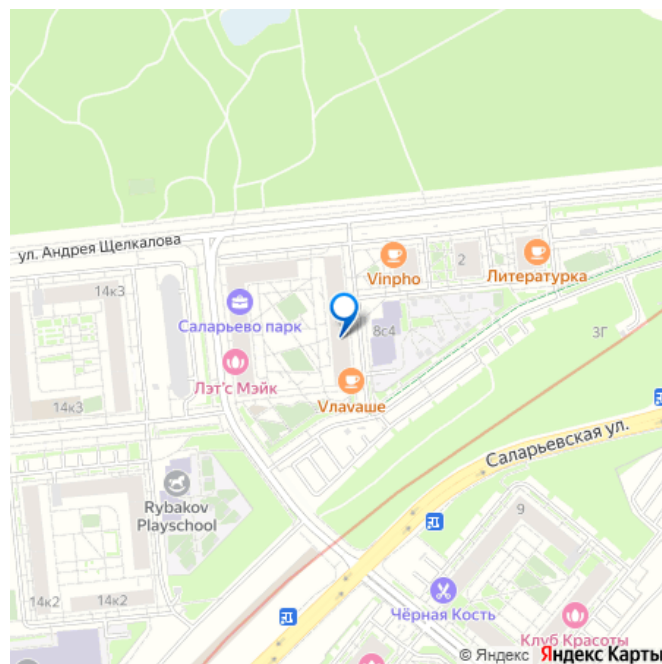 ул. Андрея Щелкалова
Vinpho
2
Литературка
14к3
Саларьево парк
8с4
3Г
Лэт'с Мэйк
Vлаvаше
14к3
Саларьевская ул.
Rybakov
Playschool
9
14к2
14к2
Чёрная Кость
Клуб Красоты
© Яндекс Яндекс Карты